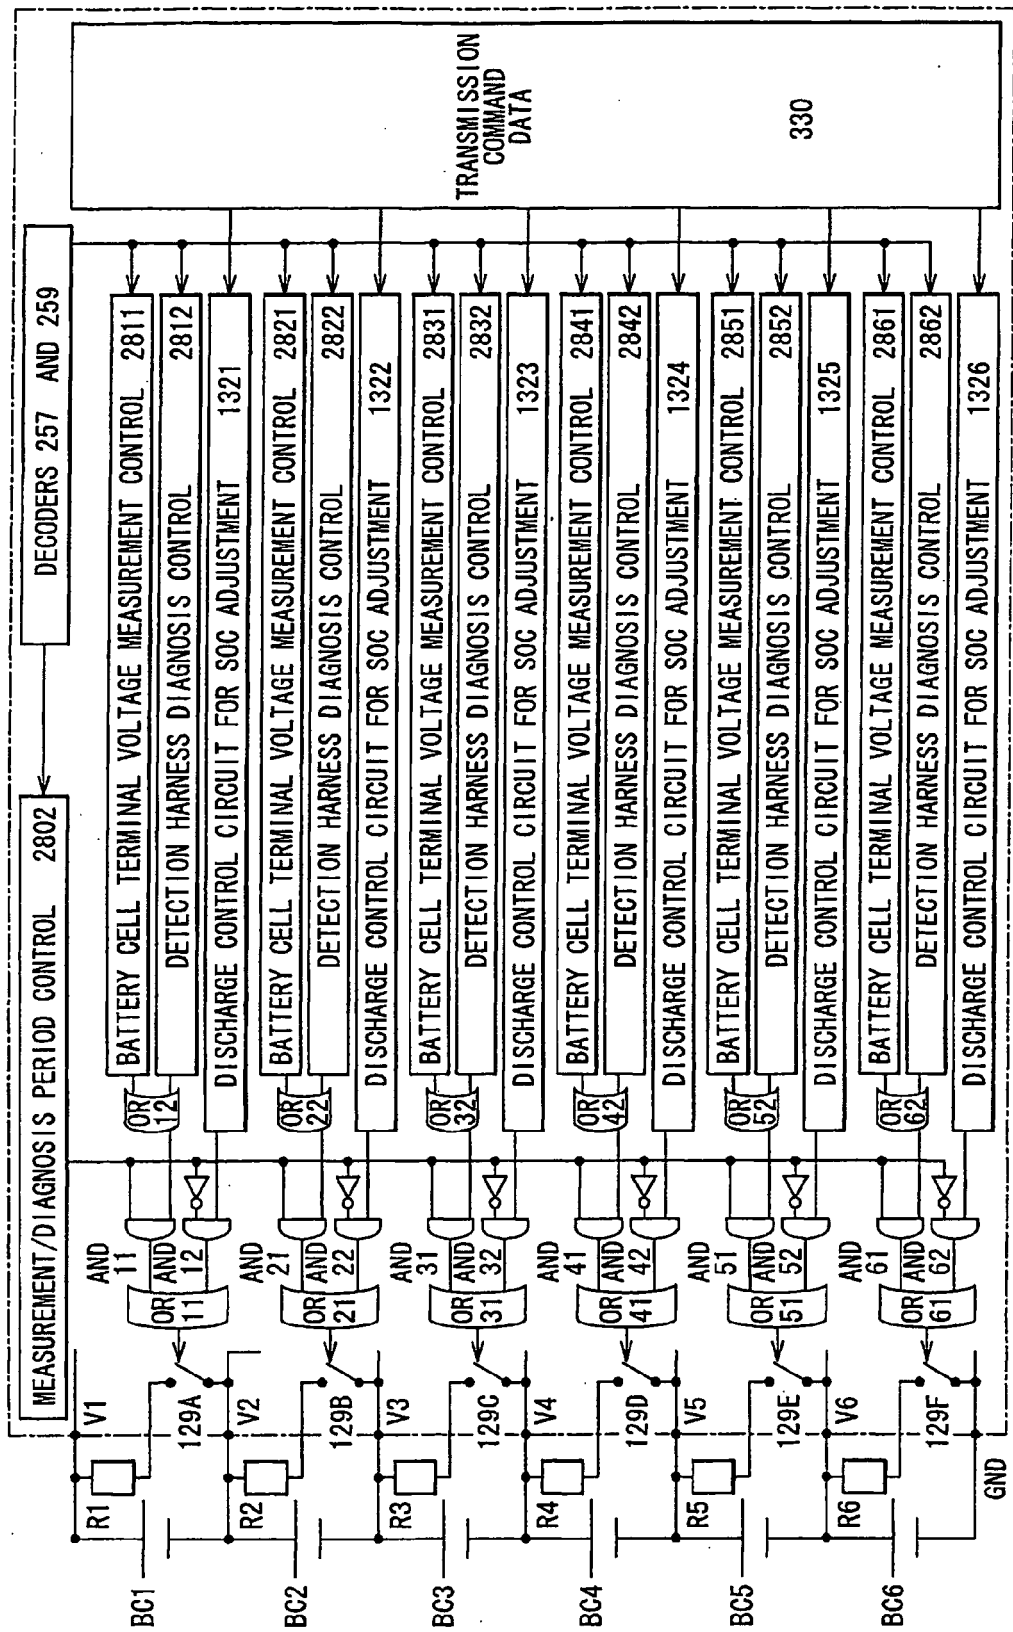 MEASUREMENT/DIAGNOSIS PERIOD CONTROL 2802
DECODERS 257 AND 259
TRANSMISSION
COMMAND
DATA
330
BC1
R1
V1
129A
OR
11
AND
11
AND
12
OR
12
BATTERY CELL TERMINAL VOLTAGE MEASUREMENT CONTROL 2811
DETECTION HARNESS DIAGNOSIS CONTROL 2812
DISCHARGE CONTROL CIRCUIT FOR SOC ADJUSTMENT 1321
BC2
R2
V2
129B
OR
21
AND
21
AND
22
OR
22
BATTERY CELL TERMINAL VOLTAGE MEASUREMENT CONTROL 2821
DETECTION HARNESS DIAGNOSIS CONTROL 2822
DISCHARGE CONTROL CIRCUIT FOR SOC ADJUSTMENT 1322
BC3
R3
V3
129C
OR
31
AND
31
AND
32
OR
32
BATTERY CELL TERMINAL VOLTAGE MEASUREMENT CONTROL 2831
DETECTION HARNESS DIAGNOSIS CONTROL 2832
DISCHARGE CONTROL CIRCUIT FOR SOC ADJUSTMENT 1323
BC4
R4
V4
129D
OR
41
AND
41
AND
42
OR
42
BATTERY CELL TERMINAL VOLTAGE MEASUREMENT CONTROL 2841
DETECTION HARNESS DIAGNOSIS CONTROL 2842
DISCHARGE CONTROL CIRCUIT FOR SOC ADJUSTMENT 1324
BC5
R5
V5
129E
OR
51
AND
51
AND
52
OR
52
BATTERY CELL TERMINAL VOLTAGE MEASUREMENT CONTROL 2851
DETECTION HARNESS DIAGNOSIS CONTROL 2852
DISCHARGE CONTROL CIRCUIT FOR SOC ADJUSTMENT 1325
BC6
R6
V6
129F
OR
61
AND
61
AND
62
OR
62
BATTERY CELL TERMINAL VOLTAGE MEASUREMENT CONTROL 2861
DETECTION HARNESS DIAGNOSIS CONTROL 2862
DISCHARGE CONTROL CIRCUIT FOR SOC ADJUSTMENT 1326
GND